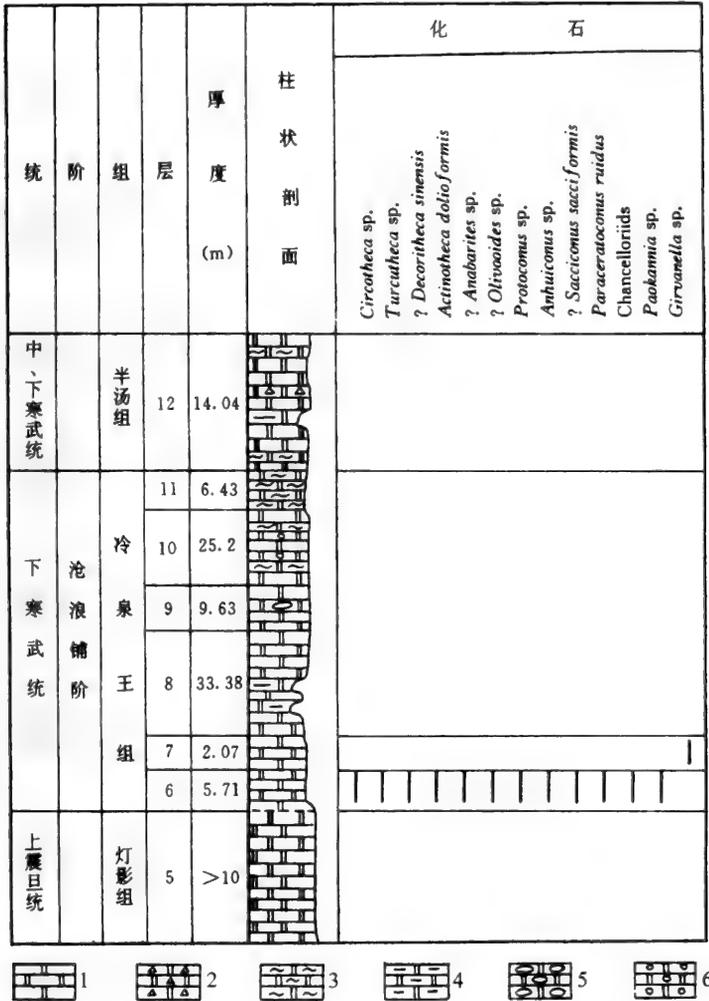 化 石
统 阶 组 层 厚度(m) 柱状剖面
Circotheca sp.
Turcutheca sp.
? Decoritheca sinensis
Actinotheca dolioformis
? Anabarites sp.
? Olivooides sp.
Protoconus sp.
Anhuiconus sp.
? Sacciconus sacciformis
Paraceratoconus ruidus
Chancelloriids
Paokannia sp.
Girvanella sp.
中、下寒武统 半汤组 12 14.04
下寒武统 沧浪铺阶 冷泉王组
11 6.43
10 25.2
9 9.63
8 33.38
7 2.07
6 5.71
上震旦统 灯影组 5 >10
1 2 3 4 5 6